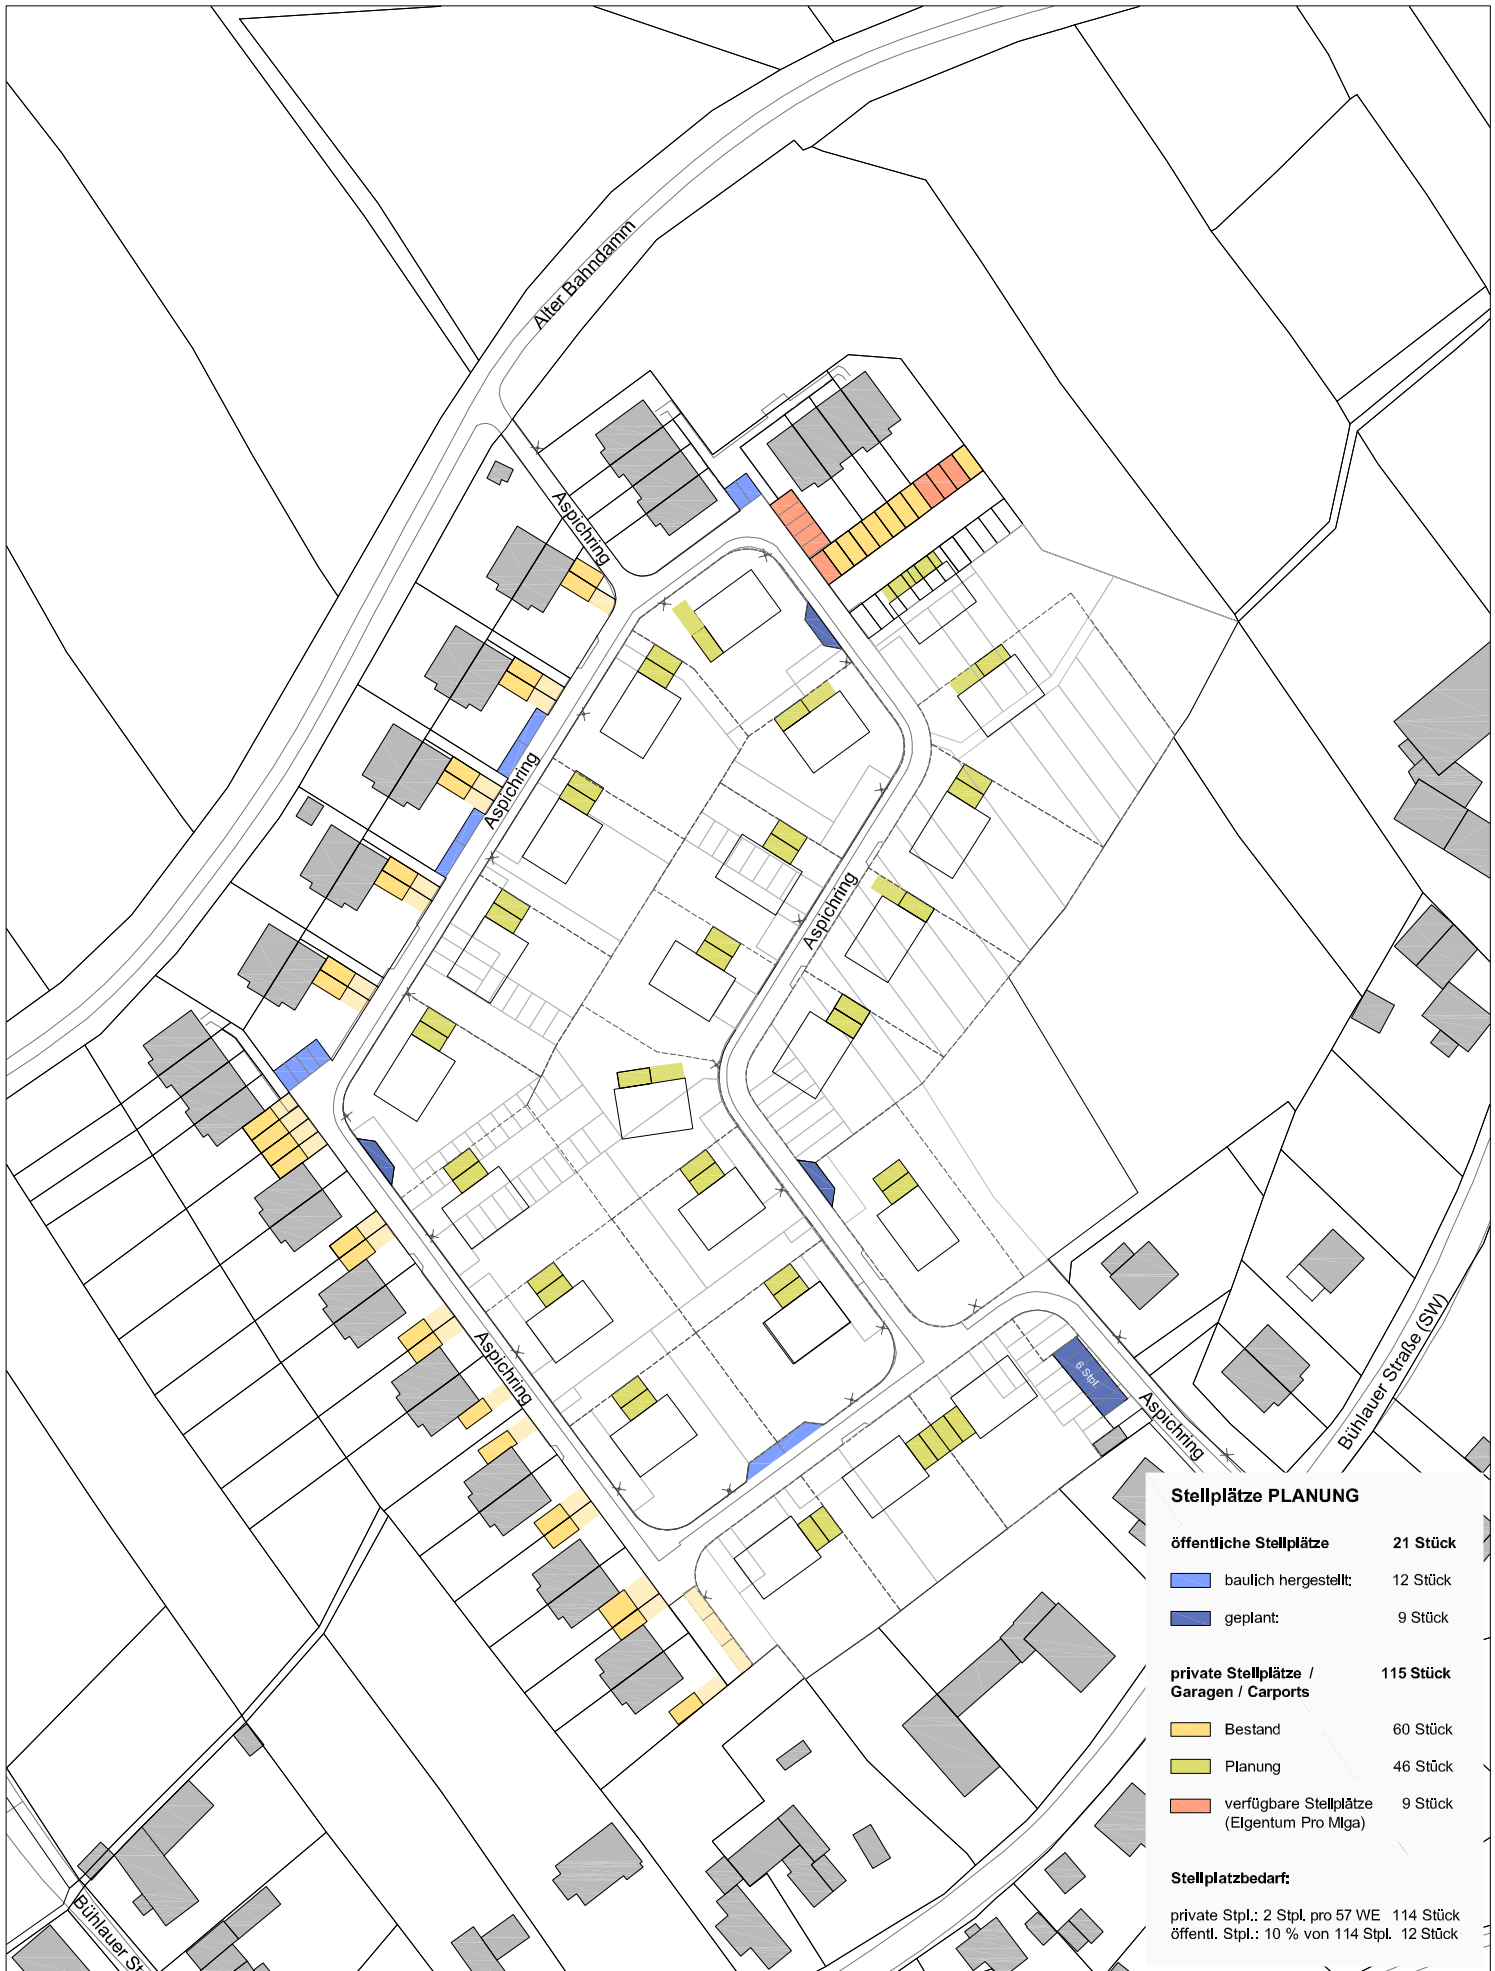 Alter Bahndamm
Aspichring
Aspichring
Aspichring
Aspichring
6 Stpl.
Aspichring
Bühlauer Straße (SW)
Bühlauer St
Stellplätze PLANUNG
öffentliche Stellplätze 21 Stück
baulich hergestellt: 12 Stück
geplant: 9 Stück
private Stellplätze / 115 Stück
Garagen / Carports
Bestand 60 Stück
Planung 46 Stück
verfügbare Stellplätze 9 Stück
(Eigentum Pro Miga)
Stellplatzbedarf:
private Stpl.: 2 Stpl. pro 57 WE 114 Stück
öffentl. Stpl.: 10 % von 114 Stpl. 12 Stück